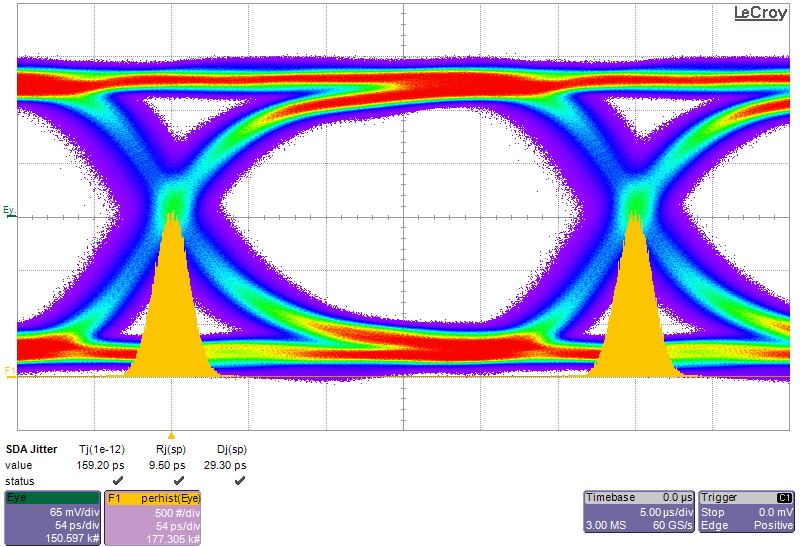 LeCroy
Ey
F1
SDA Jitter Tj(1e-12) Rj(sp) Dj(sp)
value 159.20 ps 9.50 ps 29.30 ps
status ✔ ✔ ✔
Eye
65 mV/div
54 ps/div
150.597 k#
F1 perhist(Eye)
500 #/div
54 ps/div
177.305 k#
Timebase 0.0 µs
5.00 µs/div
3.00 MS 60 GS/s
Trigger C1
Stop 0.0 mV
Edge Positive